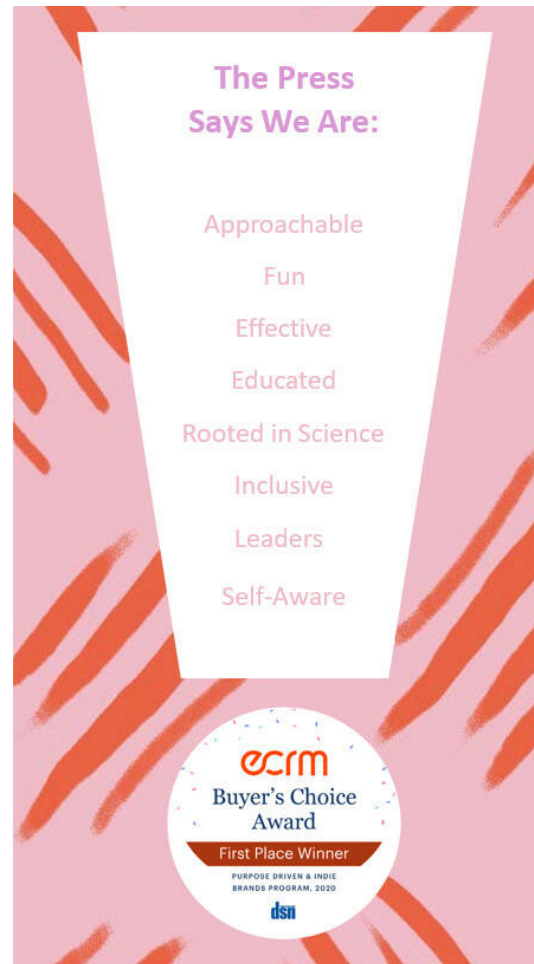 The Press
Says We Are:
Approachable
Fun
Effective
Educated
Rooted in Science
Inclusive
Leaders
Self-Aware
ecrm
Buyer's Choice
Award
First Place Winner
PURPOSE DRIVEN & INDIE
BRANDS PROGRAM, 2020
dsn